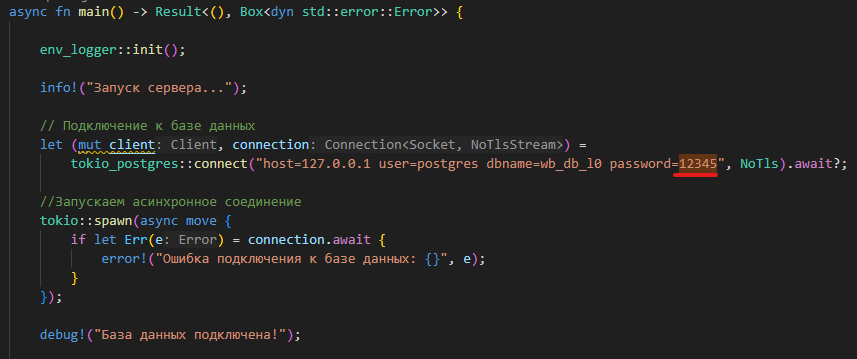 async fn main() -> Result<(), Box<dyn std::error::Error>> {
env_logger::init();
info!("Запуск сервера...");
// Подключение к базе данных
let (mut client: Client, connection: Connection<Socket, NoTlsStream>) =
tokio_postgres::connect("host=127.0.0.1 user=postgres dbname=wb_db_l0 password=12345", NoTls).await?;
//Запускаем асинхронное соединение
tokio::spawn(async move {
if let Err(e: Error) = connection.await {
error!("Ошибка подключения к базе данных: {}", e);
}
});
debug!("База данных подключена!");